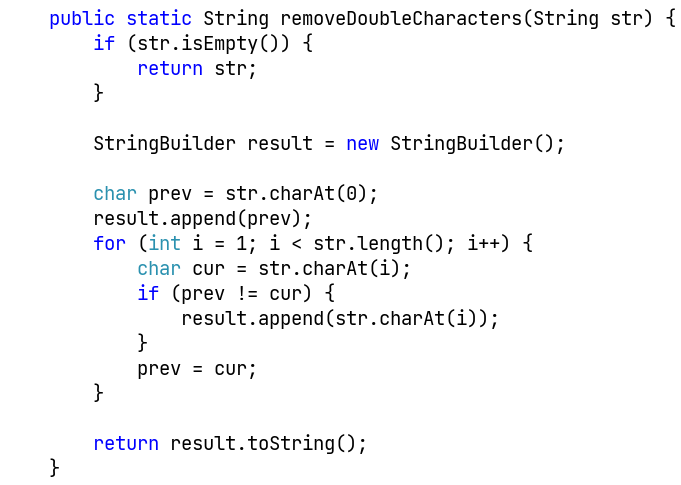 public static String removeDoubleCharacters(String str) {
    if (str.isEmpty()) {
        return str;
    }

    StringBuilder result = new StringBuilder();

    char prev = str.charAt(0);
    result.append(prev);
    for (int i = 1; i < str.length(); i++) {
        char cur = str.charAt(i);
        if (prev != cur) {
            result.append(str.charAt(i));
        }
        prev = cur;
    }

    return result.toString();
}